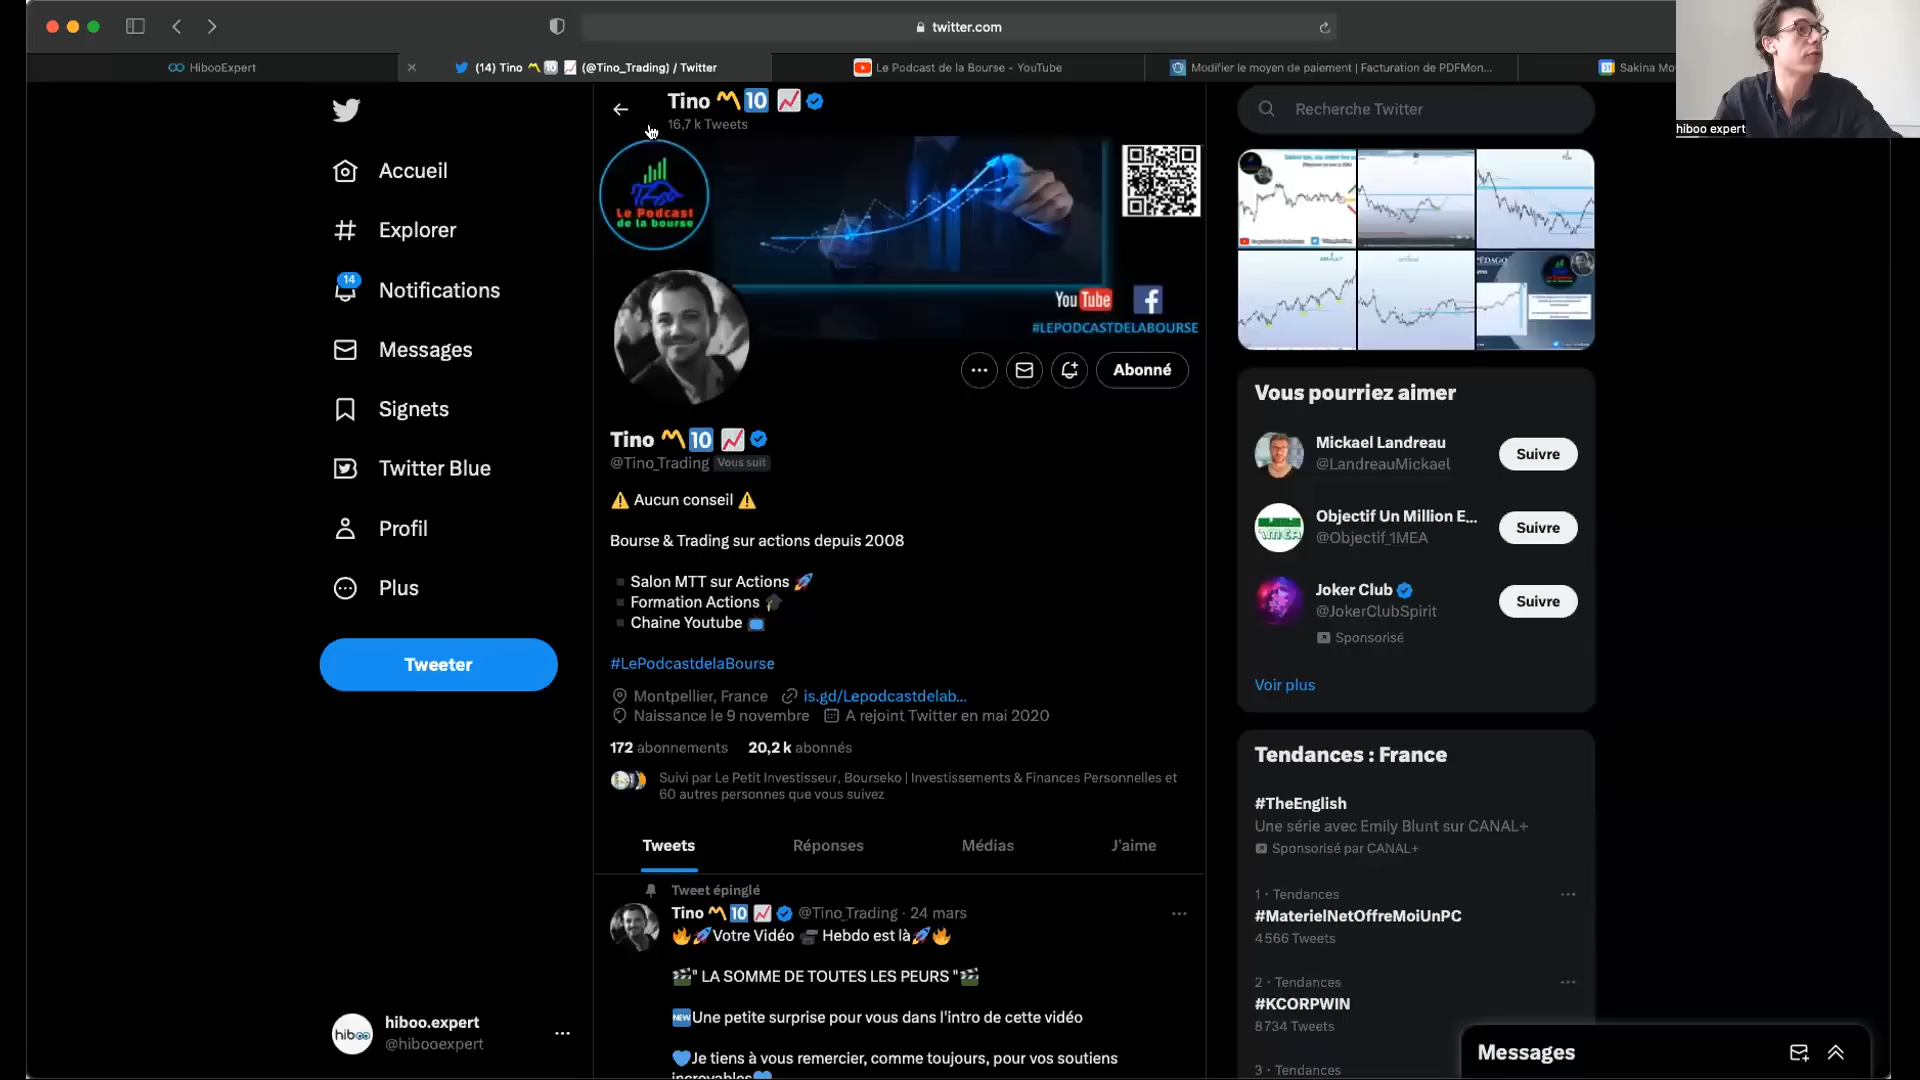 twitter.com
HibooExpert
(14) Tino 〽️🔟 📈 (@Tino_Trading) / Twitter
Le Podcast de la Bourse - YouTube
Modifier le moyen de paiement | Facturation de PDFMon...
Sakina Mo
hiboo expert
Tino 〽️🔟 📈
16,7 k Tweets
Recherche Twitter
Le Podcast
de la bourse
YouTube
#LEPODCASTDELABOURSE
Accueil
Explorer
14
Notifications
Messages
Signets
Twitter Blue
Profil
Plus
Tweeter
hiboo
hiboo.expert
@hibooexpert
Abonné
Tino 〽️🔟 📈
@Tino_Trading Vous suit
⚠️ Aucun conseil ⚠️
Bourse & Trading sur actions depuis 2008
▪️Salon MTT sur Actions 🚀
▪️Formation Actions 🎓
▪️Chaine Youtube 📺
#LePodcastdelaBourse
Montpellier, France is.gd/Lepodcastdelab...
Naissance le 9 novembre A rejoint Twitter en mai 2020
172 abonnements 20,2 k abonnés
Suivi par Le Petit Investisseur, Bourseko | Investissements & Finances Personnelles et
60 autres personnes que vous suivez
Tweets Réponses Médias J'aime
Tweet épinglé
Tino 〽️🔟 📈 @Tino_Trading · 24 mars
🔥🚀Votre Vidéo 🎥 Hebdo est là🚀🔥
🎬" LA SOMME DE TOUTES LES PEURS "🎬
🆕Une petite surprise pour vous dans l'intro de cette vidéo
💙Je tiens à vous remercier, comme toujours, pour vos soutiens
incroyables💙
Vous pourriez aimer
Mickael Landreau
@LandreauMickael
Suivre
Objectif Un Million E...
@Objectif_1MEA
Suivre
Joker Club
@JokerClubSpirit
Suivre
Sponsorisé
Voir plus
Tendances : France
#TheEnglish
Une série avec Emily Blunt sur CANAL+
Sponsorisé par CANAL+
1 · Tendances
#MaterielNetOffreMoiUnPC
4 566 Tweets
2 · Tendances
#KCORPWIN
8 734 Tweets
3 · Tendances
Messages